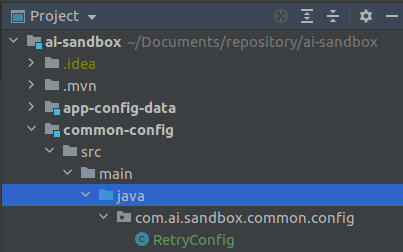 Project
ai-sandbox ~/Documents/repository/ai-sandbox
.idea
.mvn
app-config-data
common-config
src
main
java
com.ai.sandbox.common.config
C RetryConfig